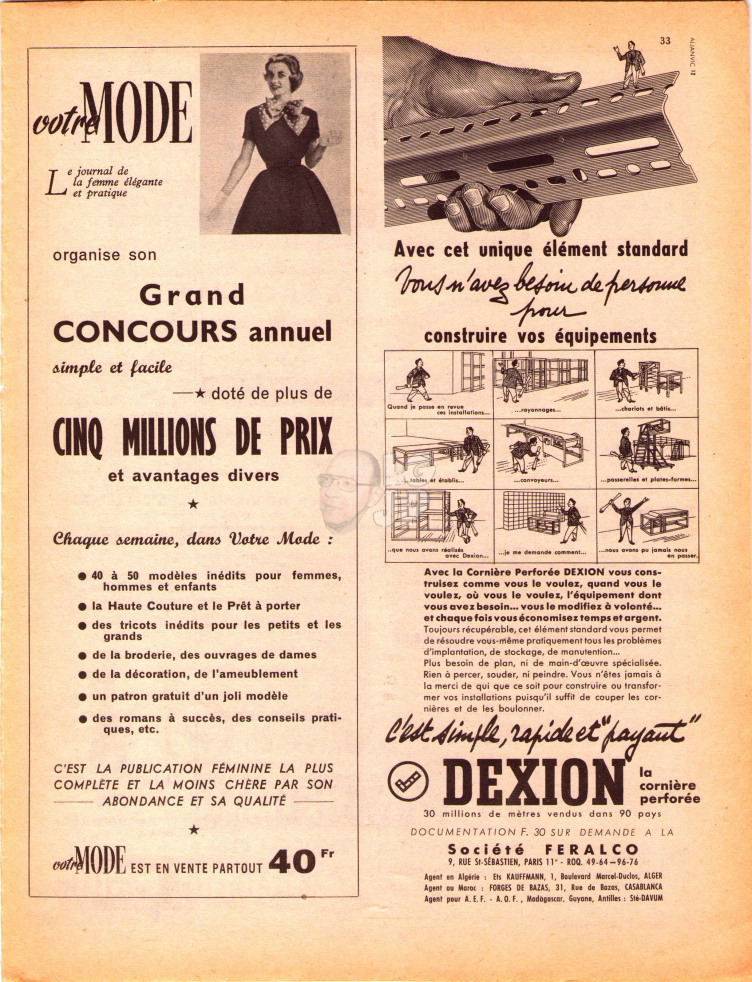 votre MODE
Le journal de
la femme élégante
et pratique
organise son
Grand
CONCOURS annuel
simple et facile
—★ doté de plus de
CINQ MILLIONS DE PRIX
et avantages divers
★
Chaque semaine, dans Votre Mode :
● 40 à 50 modèles inédits pour femmes,
hommes et enfants
● la Haute Couture et le Prêt à porter
● des tricots inédits pour les petits et les
grands
● de la broderie, des ouvrages de dames
● de la décoration, de l'ameublement
● un patron gratuit d'un joli modèle
● des romans à succès, des conseils prati-
ques, etc.
C'EST LA PUBLICATION FÉMININE LA PLUS
COMPLÈTE ET LA MOINS CHÈRE PAR SON
ABONDANCE ET SA QUALITÉ
★
votre MODE EST EN VENTE PARTOUT 40 Fr
33
ALJANVIC 12
Avec cet unique élément standard
Vous n'avez besoin de personne
pour
construire vos équipements
Quand je passe en revue
ces installations...
...rayonnages...
...chariots et bâtis...
...tables et établis...
...convoyeurs...
...passerelles et plates-formes...
...que nous avons réalisés
avec Dexion...
...je me demande comment...
...nous avons pu jamais nous
en passer.
Avec la Cornière Perforée DEXION vous cons-
truisez comme vous le voulez, quand vous le
voulez, où vous le voulez, l'équipement dont
vous avez besoin... vous le modifiez à volonté...
et chaque fois vous économisez temps et argent.
Toujours récupérable, cet élément standard vous permet
de résoudre vous-même pratiquement tous les problèmes
d'implantation, de stockage, de manutention...
Plus besoin de plan, ni de main-d'œuvre spécialisée.
Rien à percer, souder, ni peindre. Vous n'êtes jamais à
la merci de qui que ce soit pour construire ou transfor-
mer vos installations puisqu'il suffit de couper les cor-
nières et de les boulonner.
C'est simple, rapide et "payant"
DEXION la
cornière
perforée
30 millions de mètres vendus dans 90 pays
DOCUMENTATION F. 30 SUR DEMANDE A LA
Société FERALCO
9, RUE St-SÉBASTIEN, PARIS 11e - ROQ. 49-64 — 96-76
Agent en Algérie : Ets KAUFFMANN, 1, Boulevard Marcel-Duclos, ALGER
Agent au Maroc : FORGES DE BAZAS, 31, Rue de Bazas, CASABLANCA
Agent pour A.E.F. - A.O.F., Madagascar, Guyane, Antilles : Sté-DAVUM